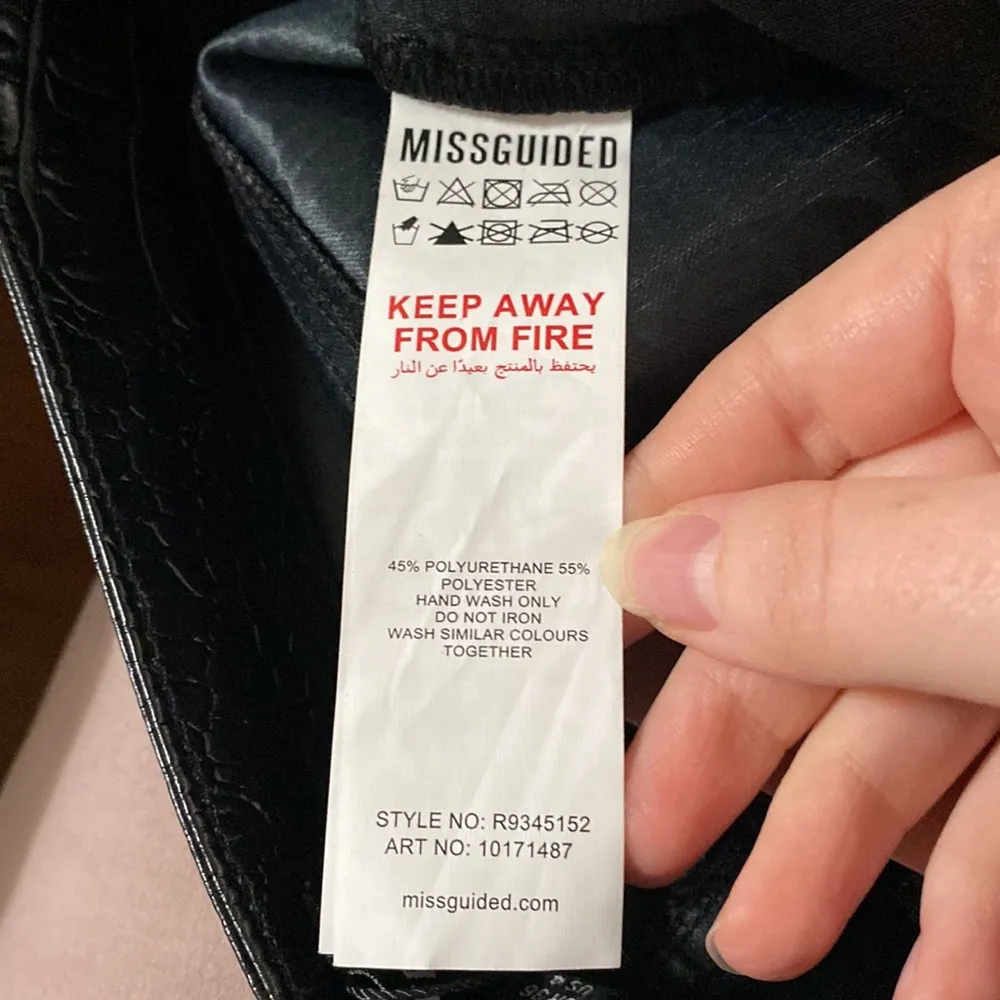 MISSGUIDED
KEEP AWAY
FROM FIRE
يحتفظ بالمنتج بعيدًا عن النار
45% POLYURETHANE 55%
POLYESTER
HAND WASH ONLY
DO NOT IRON
WASH SIMILAR COLOURS
TOGETHER
STYLE NO: R9345152
ART NO: 10171487
missguided.com